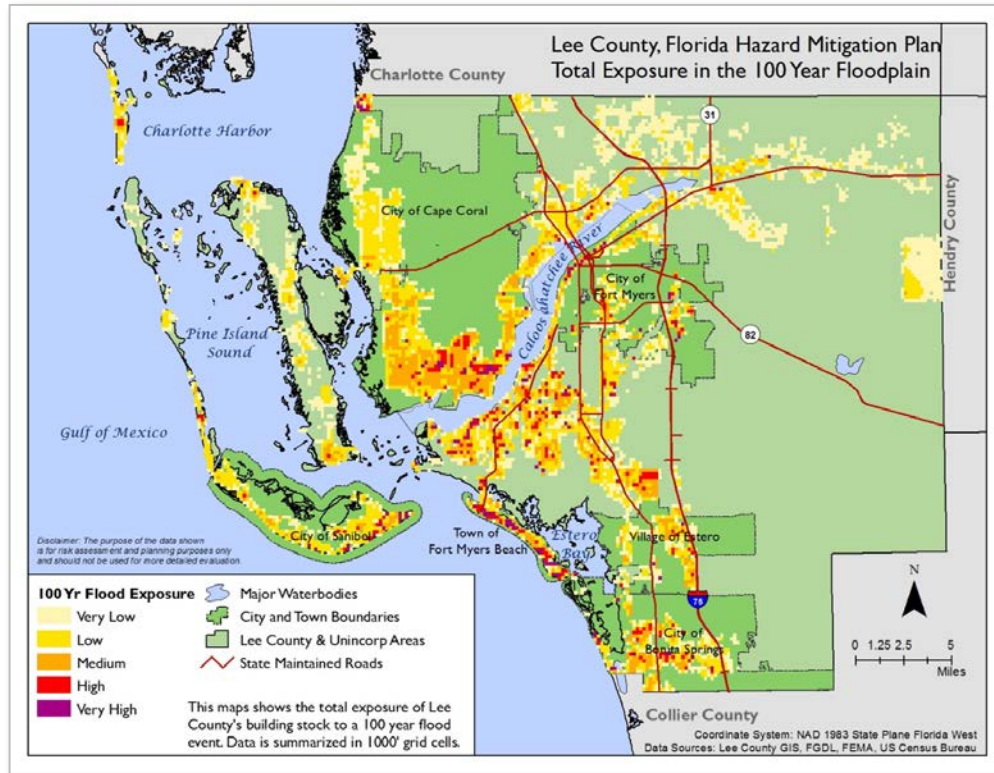 Lee County, Florida Hazard Mitigation Plan
Total Exposure in the 100 Year Floodplain
Charlotte County
Charlotte Harbor
31
City of Cape Coral
Hendry County
Caloosahatchee River
City of
Fort Myers
Pine Island
Sound
82
Gulf of Mexico
City of Sanibel
Town of
Fort Myers Beach
Estero
Bay
Village of Estero
Disclaimer: The purpose of the data shown
is for risk assessment and planning purposes only
and should not be used for more detailed evaluation.
75
City of
Bonita Springs
N
0 1.25 2.5 5
Miles
100 Yr Flood Exposure
Very Low
Low
Medium
High
Very High
Major Waterbodies
City and Town Boundaries
Lee County & Unincorp Areas
State Maintained Roads
This maps shows the total exposure of Lee
County's building stock to a 100 year flood
event. Data is summarized in 1000' grid cells.
Collier County
Coordinate System: NAD 1983 State Plane Florida West
Data Sources: Lee County GIS, FGDL, FEMA, US Census Bureau